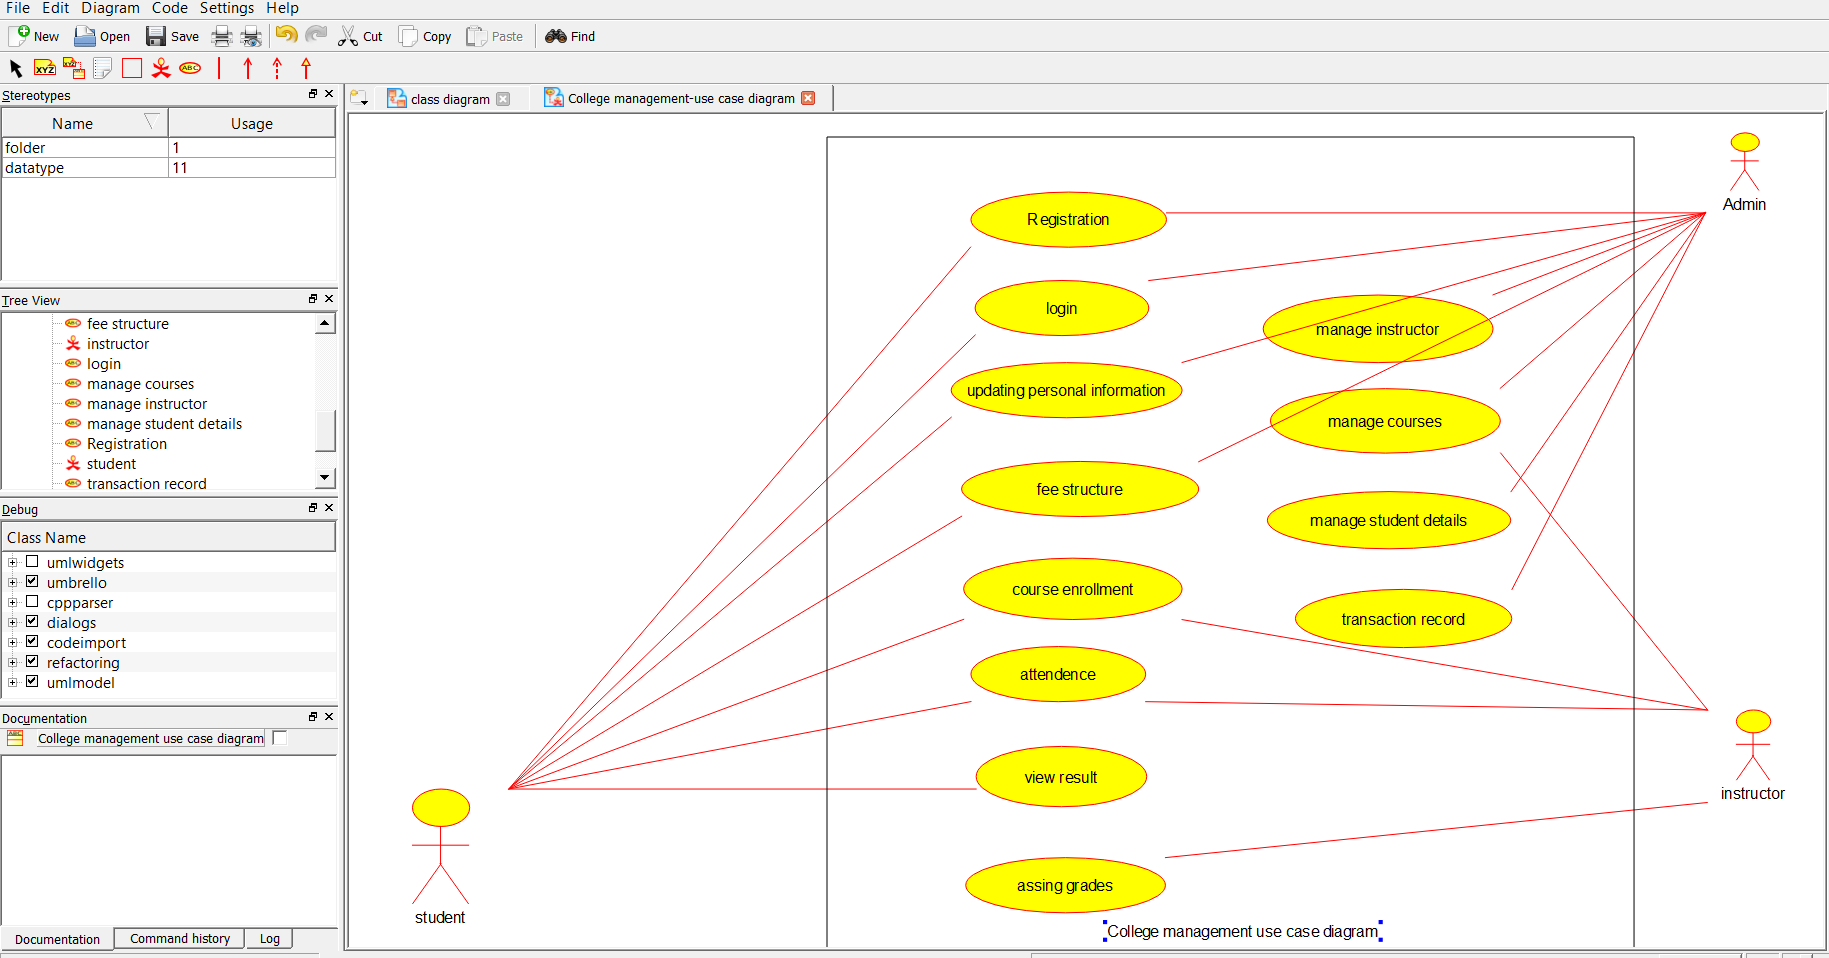 File Edit Diagram Code Settings Help
New Open Save Cut Copy Paste Find
XYZ XYZ ABC
Stereotypes
Name Usage
folder 1
datatype 11
Tree View
fee structure
instructor
login
manage courses
manage instructor
manage student details
Registration
student
transaction record
Debug
Class Name
umlwidgets
umbrello
cppparser
dialogs
codeimport
refactoring
umlmodel
Documentation
College management use case diagram
Documentation Command history Log
class diagram College management-use case diagram
Admin
Registration
login
manage instructor
updating personal information
manage courses
fee structure
manage student details
course enrollment
transaction record
attendence
view result
instructor
assing grades
student
College management use case diagram